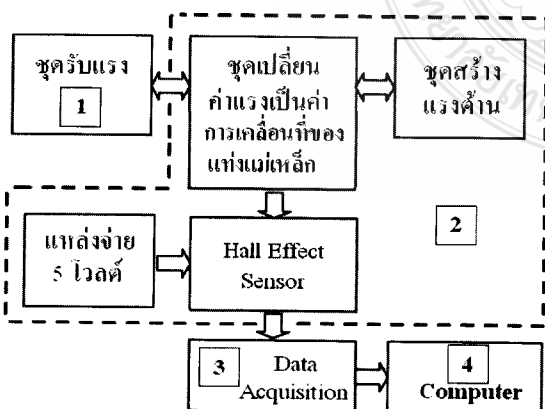 ชุดรับแรง
1
ชุดเปลี่ยน
ค่าแรงเป็นค่า
การเคลื่อนที่ของ
แท่งแม่เหล็ก
ชุดสร้าง
แรงต้าน
แหล่งจ่าย
5 โวลต์
Hall Effect
Sensor
2
3 Data
Acquisition
4
Computer